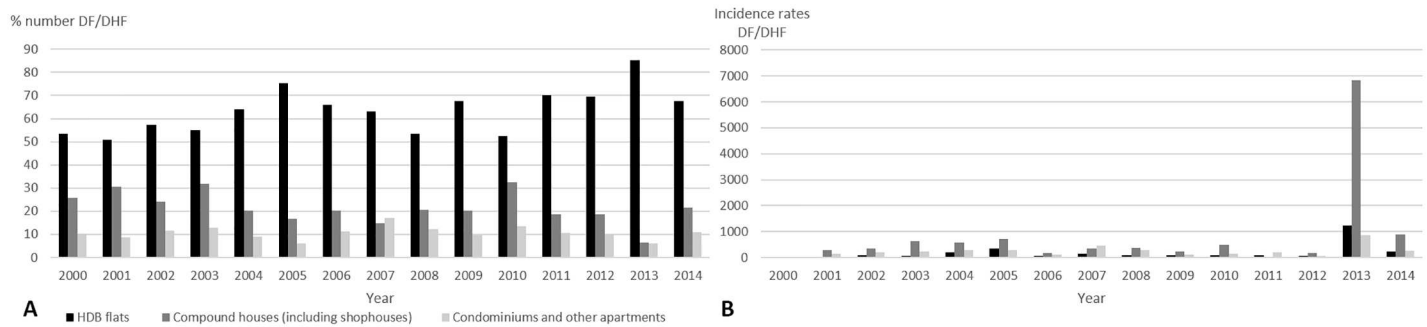 % number DF/DHF
90
80
70
60
50
40
30
20
10
0
2000 2001 2002 2003 2004 2005 2006 2007 2008 2009 2010 2011 2012 2013 2014
Year
A
HDB flats Compound houses (including shophouses) Condominiums and other apartments
Incidence rates
DF/DHF
8000
7000
6000
5000
4000
3000
2000
1000
0
2000 2001 2002 2003 2004 2005 2006 2007 2008 2009 2010 2011 2012 2013 2014
Year
B